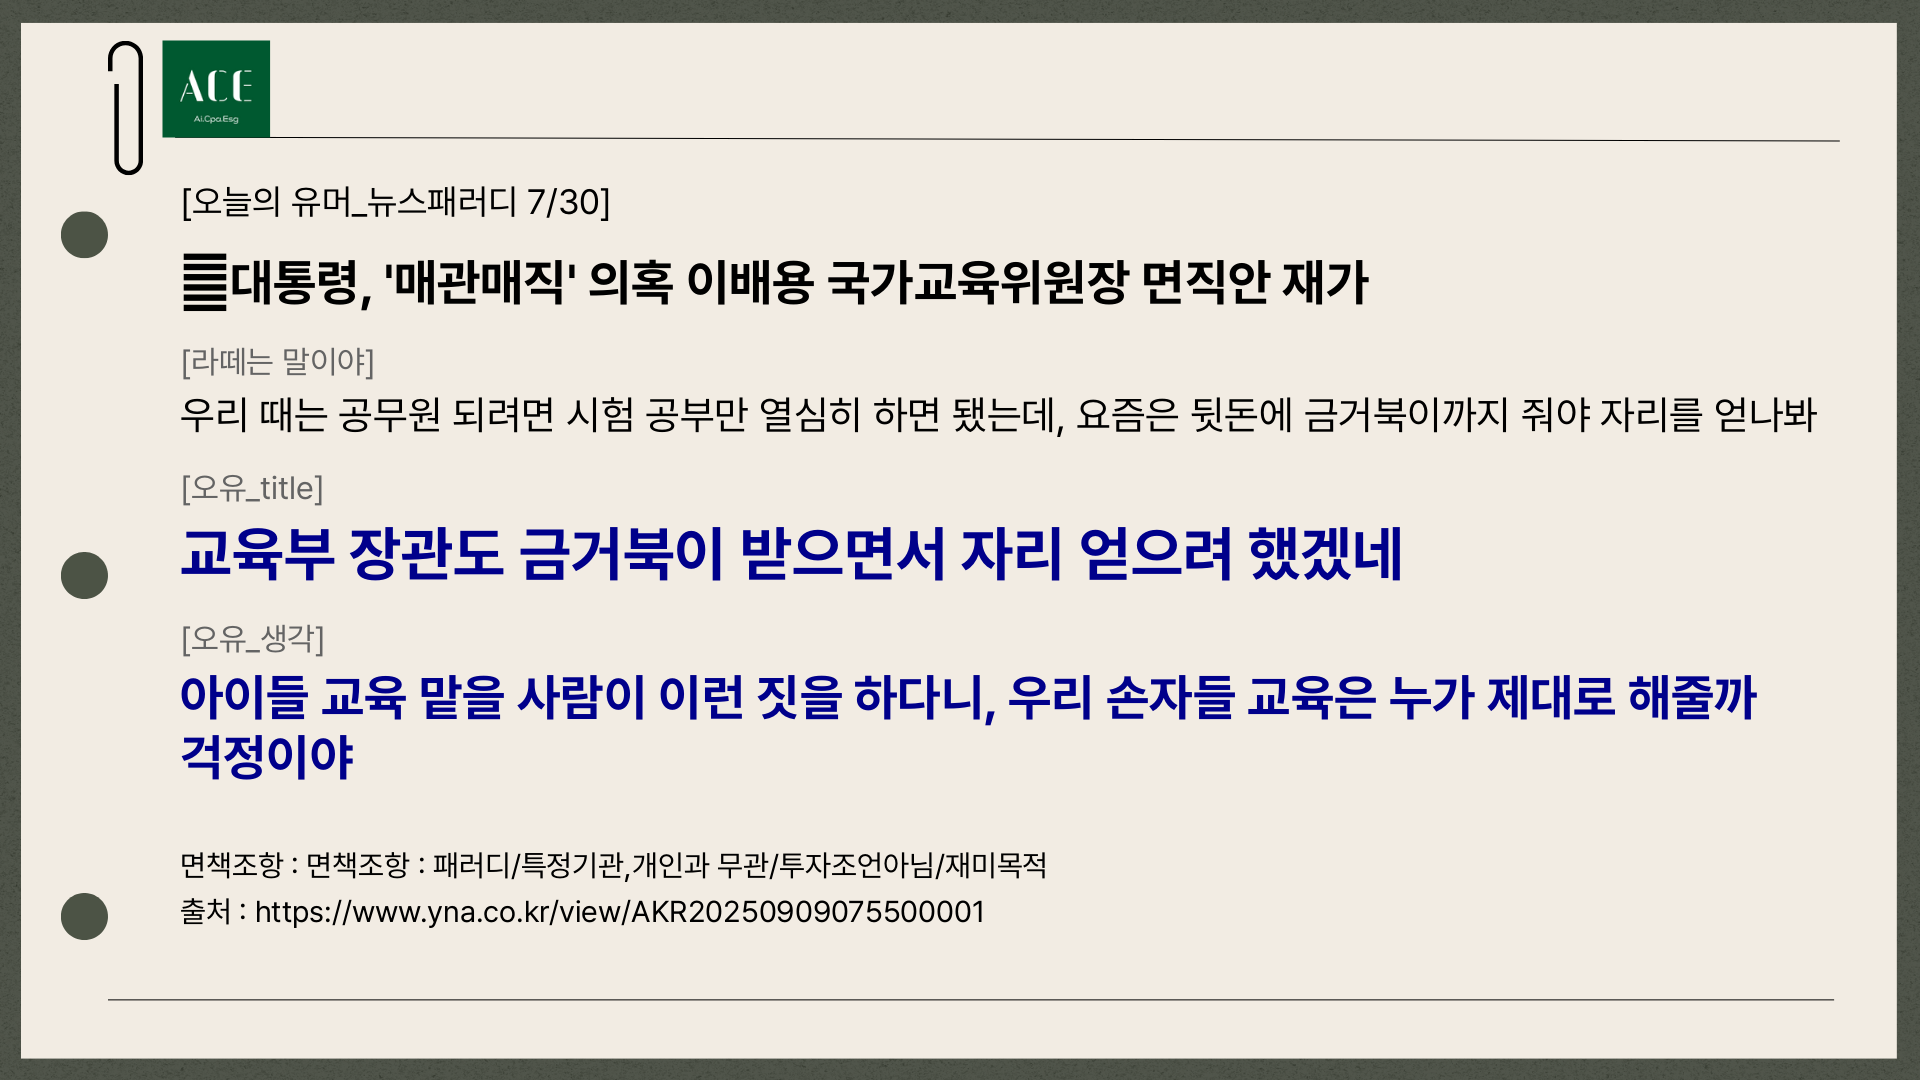 ACE
Ai.Cpa.Esg
[오늘의 유머_뉴스패러디 7/30]
대통령, '매관매직' 의혹 이배용 국가교육위원장 면직안 재가
[라떼는 말이야]
우리 때는 공무원 되려면 시험 공부만 열심히 하면 됐는데, 요즘은 뒷돈에 금거북이까지 줘야 자리를 얻나봐
[오유_title]
교육부 장관도 금거북이 받으면서 자리 얻으려 했겠네
[오유_생각]
아이들 교육 맡을 사람이 이런 짓을 하다니, 우리 손자들 교육은 누가 제대로 해줄까
걱정이야
면책조항 : 면책조항 : 패러디/특정기관,개인과 무관/투자조언아님/재미목적
출처 : https://www.yna.co.kr/view/AKR20250909075500001